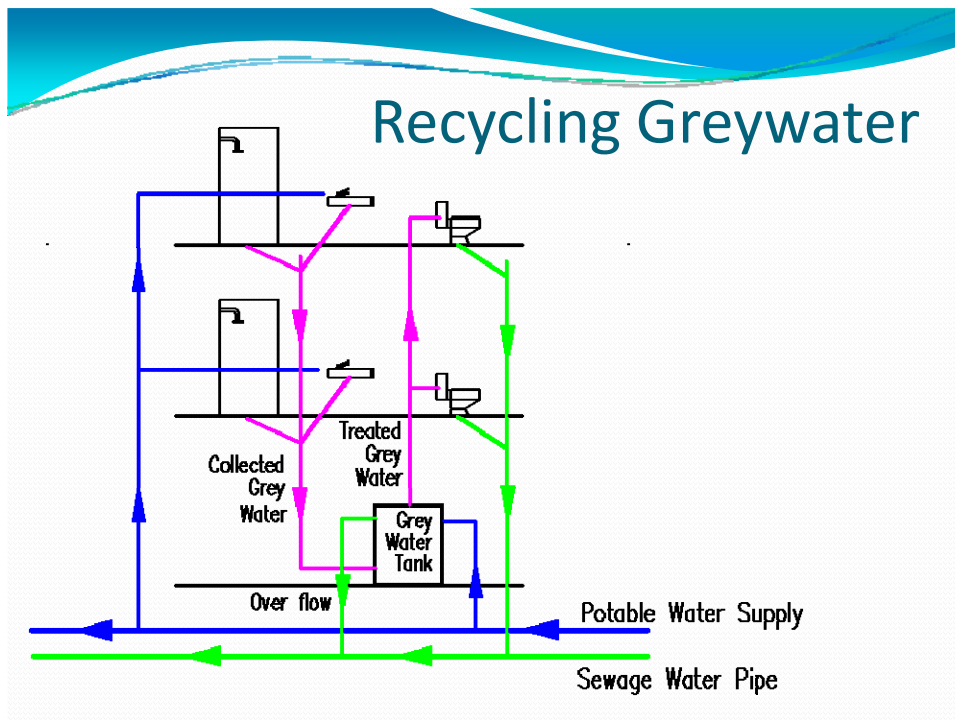 Recycling Greywater
Treated
Grey
Water
Collected
Grey
Water
Grey
Water
Tank
Over flow
Potable Water Supply
Sewage Water Pipe